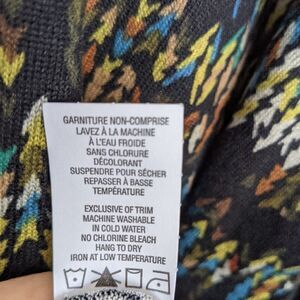 GARNITURE NON-COMPRISE
LAVEZ À LA MACHINE
À L'EAU FROIDE
SANS CHLORURE
DÉCOLORANT
SUSPENDRE POUR SÉCHER
REPASSER À BASSE
TEMPÉRATURE
EXCLUSIVE OF TRIM
MACHINE WASHABLE
IN COLD WATER
NO CHLORINE BLEACH
HANG TO DRY
IRON AT LOW TEMPERATURE